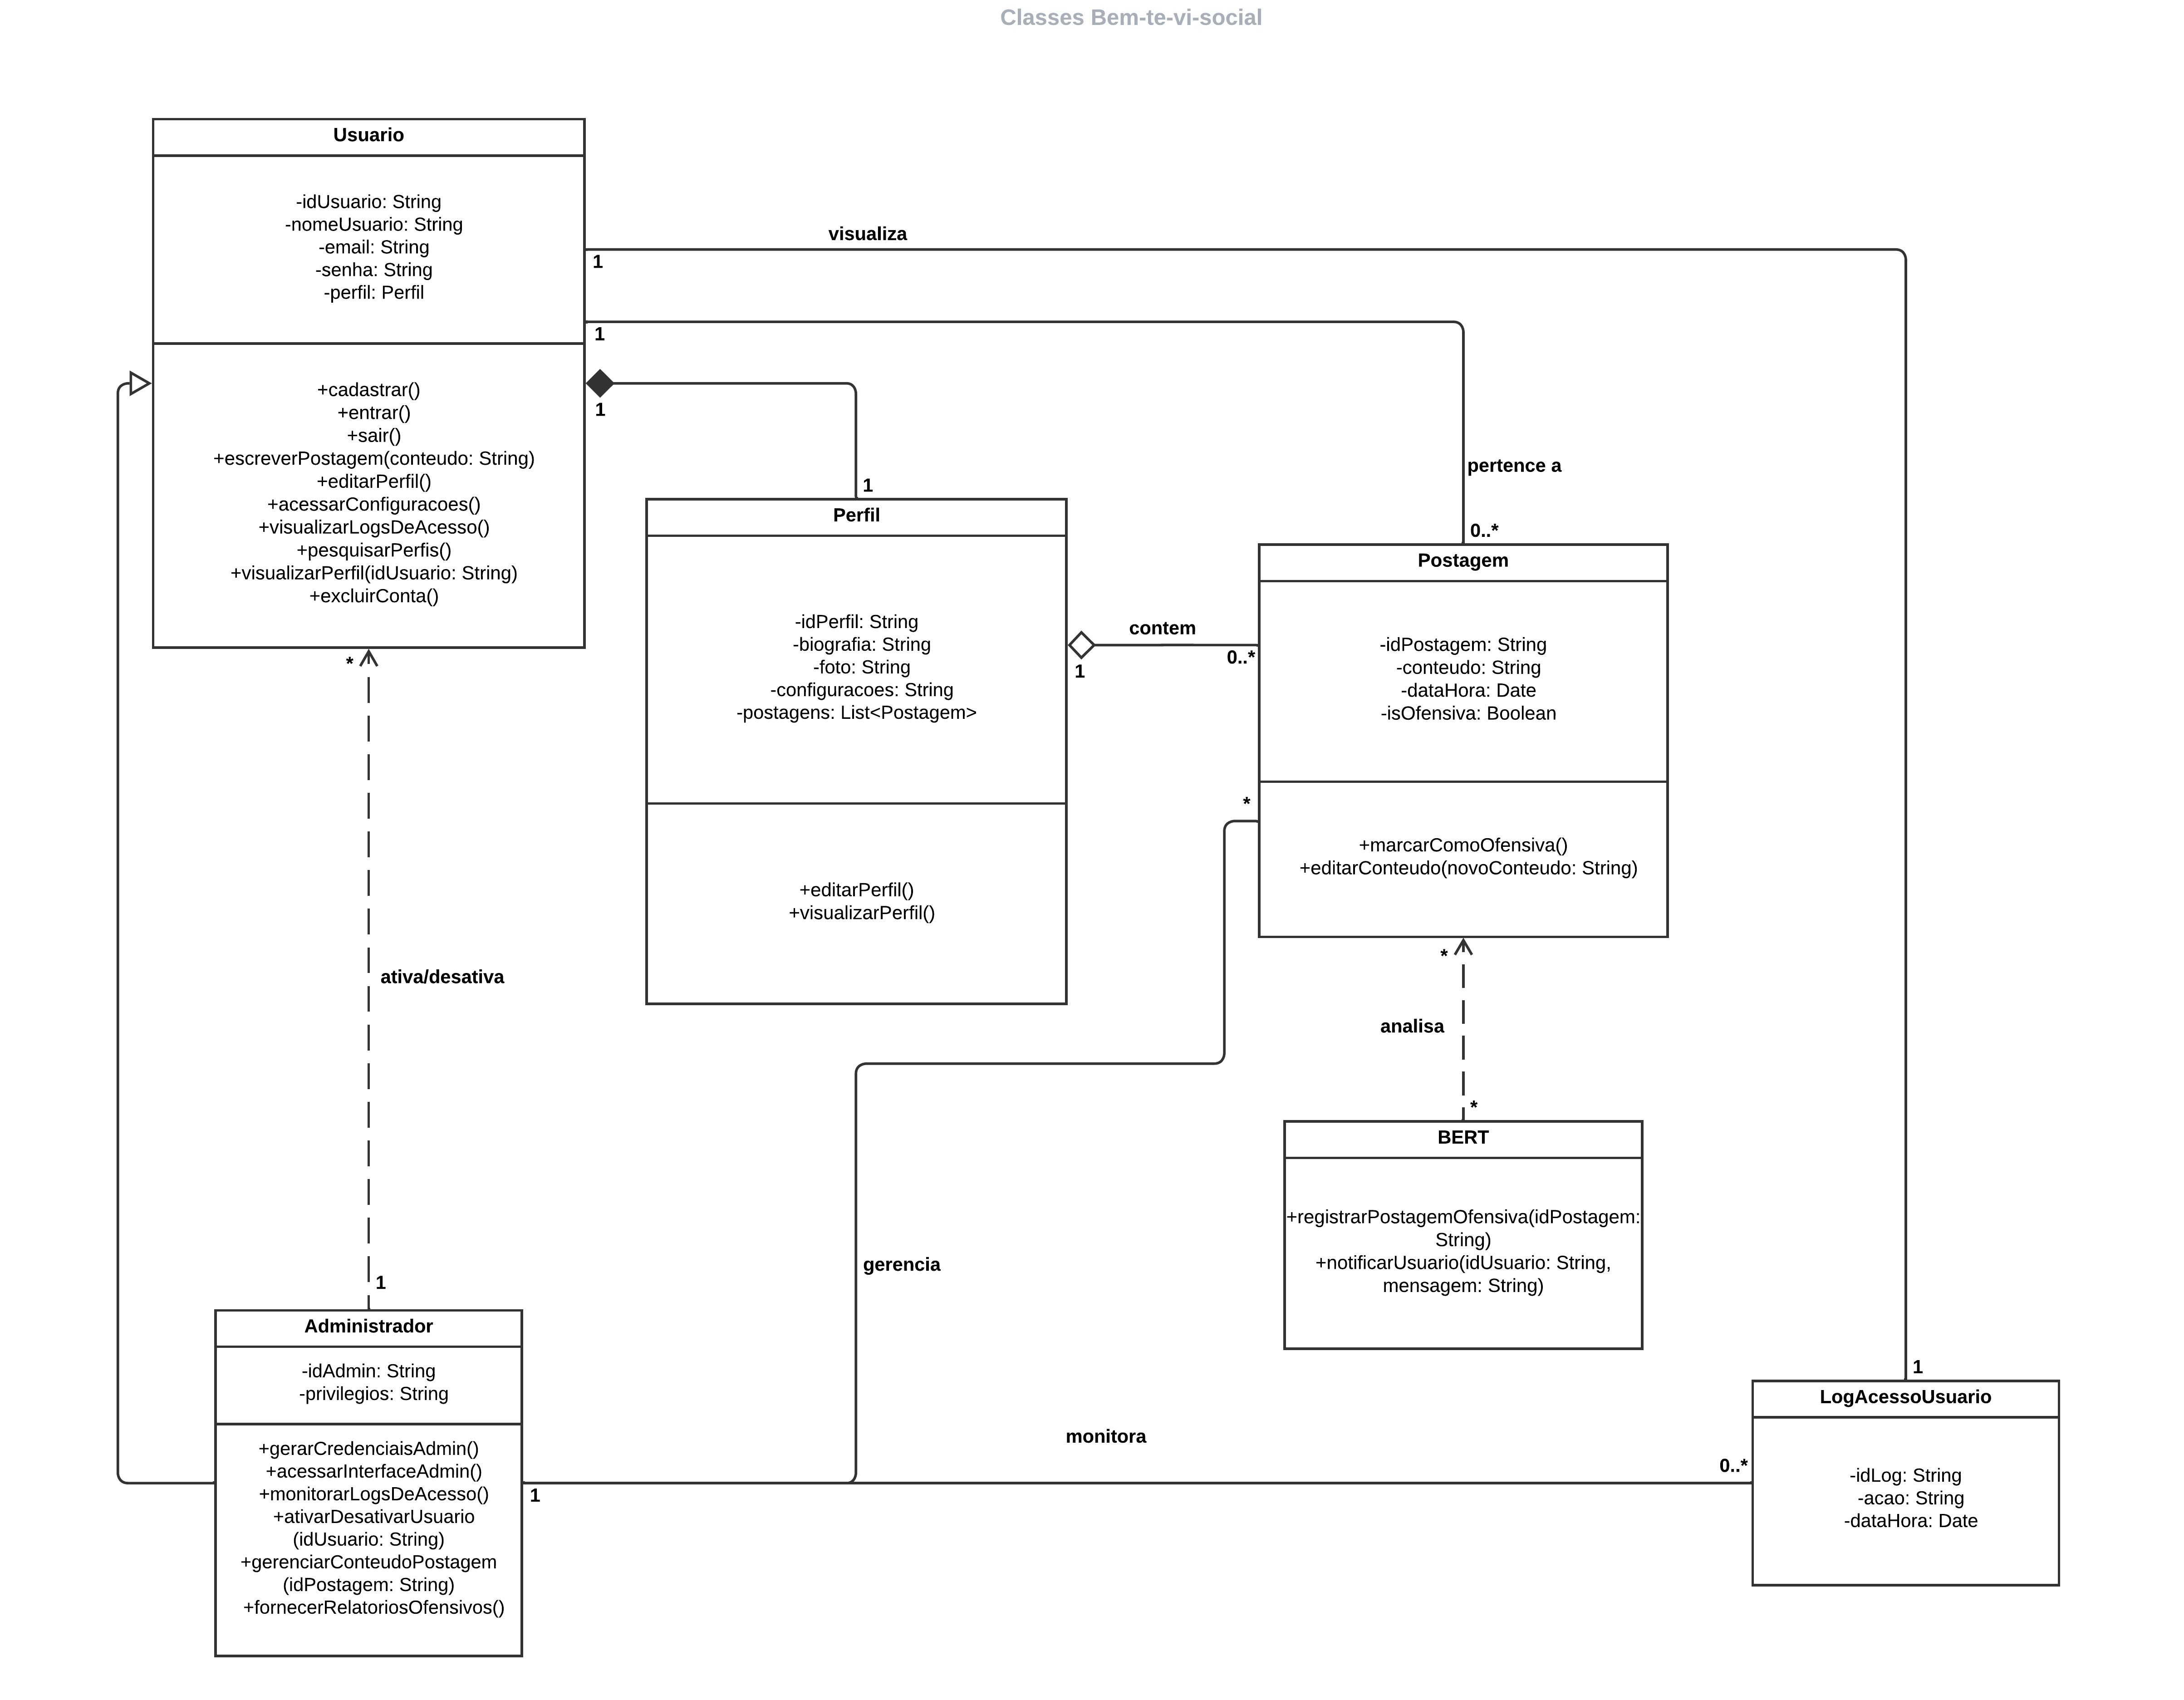 Classes Bem-te-vi-social
Usuario
-idUsuario: String
-nomeUsuario: String
-email: String
-senha: String
-perfil: Perfil
+cadastrar()
+entrar()
+sair()
+escreverPostagem(conteudo: String)
+editarPerfil()
+acessarConfiguracoes()
+visualizarLogsDeAcesso()
+pesquisarPerfis()
+visualizarPerfil(idUsuario: String)
+excluirConta()
visualiza
1
1
1
pertence a
0..*
1
Perfil
-idPerfil: String
-biografia: String
-foto: String
-configuracoes: String
-postagens: List<Postagem>
+editarPerfil()
+visualizarPerfil()
contem
1
0..*
Postagem
-idPostagem: String
-conteudo: String
-dataHora: Date
-isOfensiva: Boolean
+marcarComoOfensiva()
+editarConteudo(novoConteudo: String)
*
*
analisa
*
BERT
+registrarPostagemOfensiva(idPostagem:
String)
+notificarUsuario(idUsuario: String,
mensagem: String)
*
ativa/desativa
1
gerencia
Administrador
-idAdmin: String
-privilegios: String
+gerarCredenciaisAdmin()
+acessarInterfaceAdmin()
+monitorarLogsDeAcesso()
+ativarDesativarUsuario
(idUsuario: String)
+gerenciarConteudoPostagem
(idPostagem: String)
+fornecerRelatoriosOfensivos()
1
monitora
0..*
1
LogAcessoUsuario
-idLog: String
-acao: String
-dataHora: Date